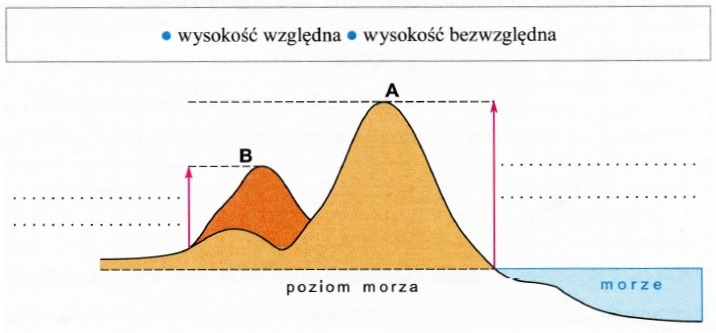 • wysokość względna • wysokość bezwzględna
A
B
poziom morza
morze